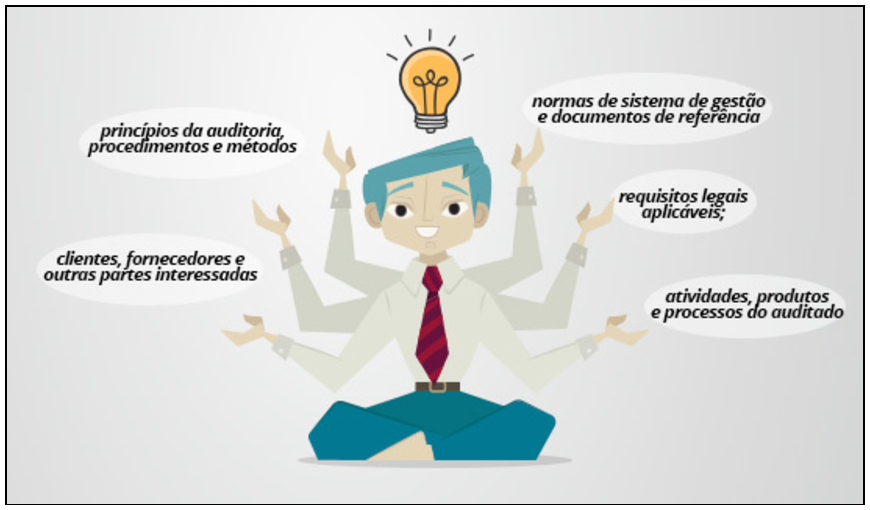 princípios da auditoria,
procedimentos e métodos
clientes, fornecedores e
outras partes interessadas
normas de sistema de gestão
e documentos de referência
requisitos legais
aplicáveis;
atividades, produtos
e processos do auditado